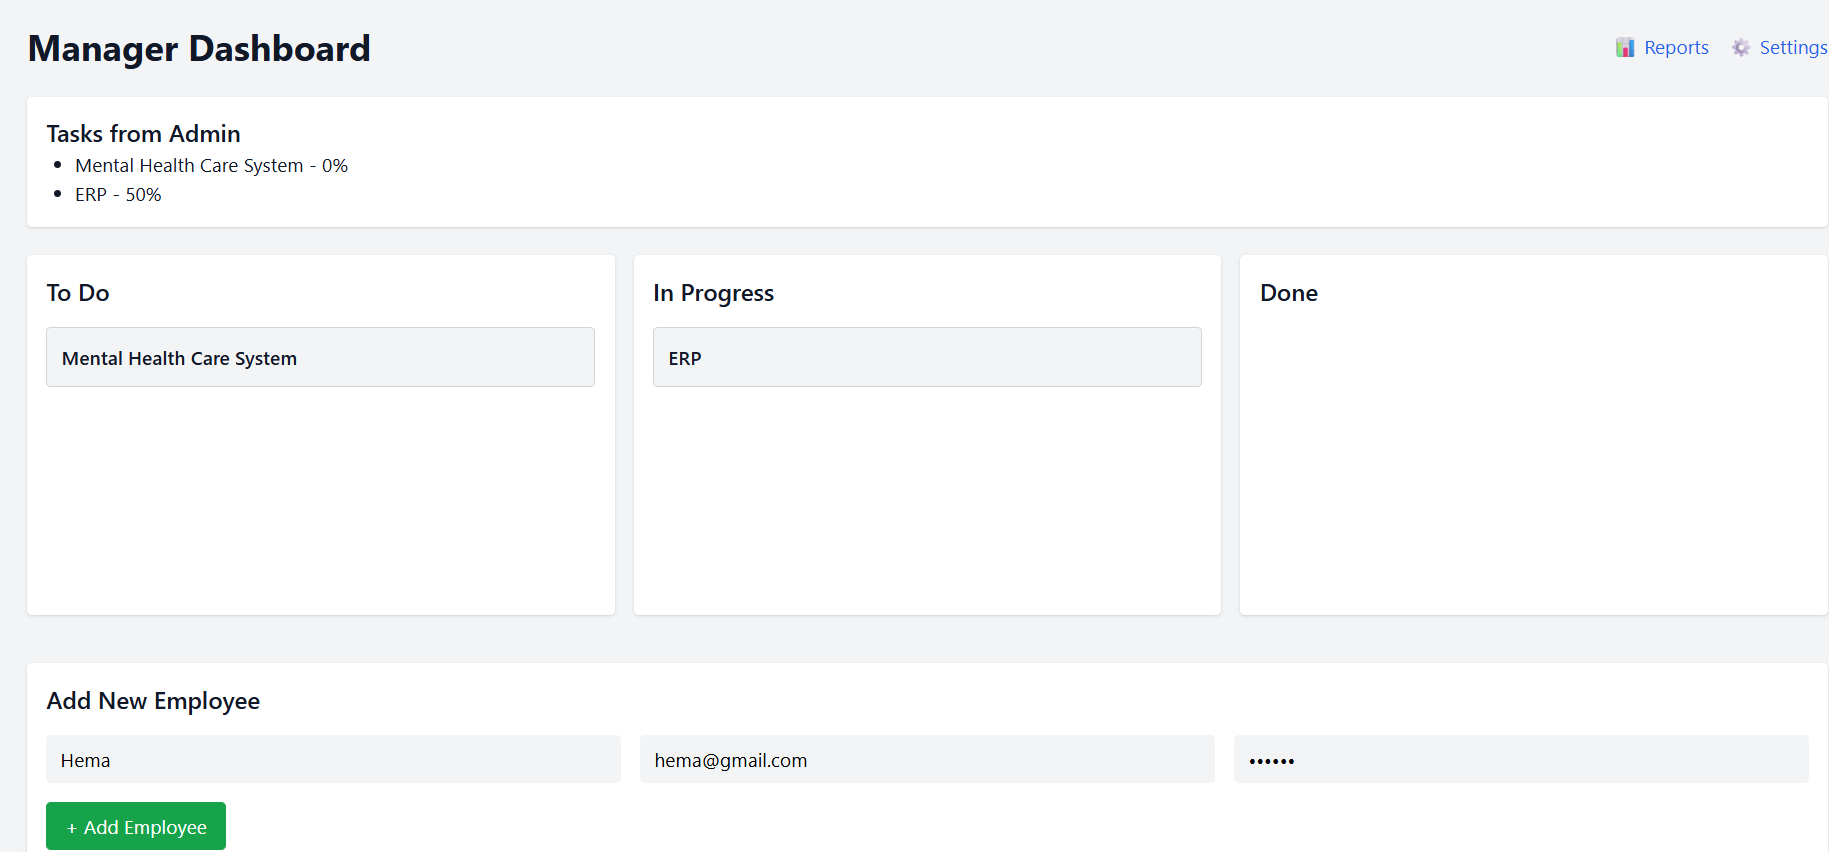 Manager Dashboard
Reports Settings
Tasks from Admin
• Mental Health Care System - 0%
• ERP - 50%
To Do
Mental Health Care System
In Progress
ERP
Done
Add New Employee
Hema hema@gmail.com ••••••
+ Add Employee